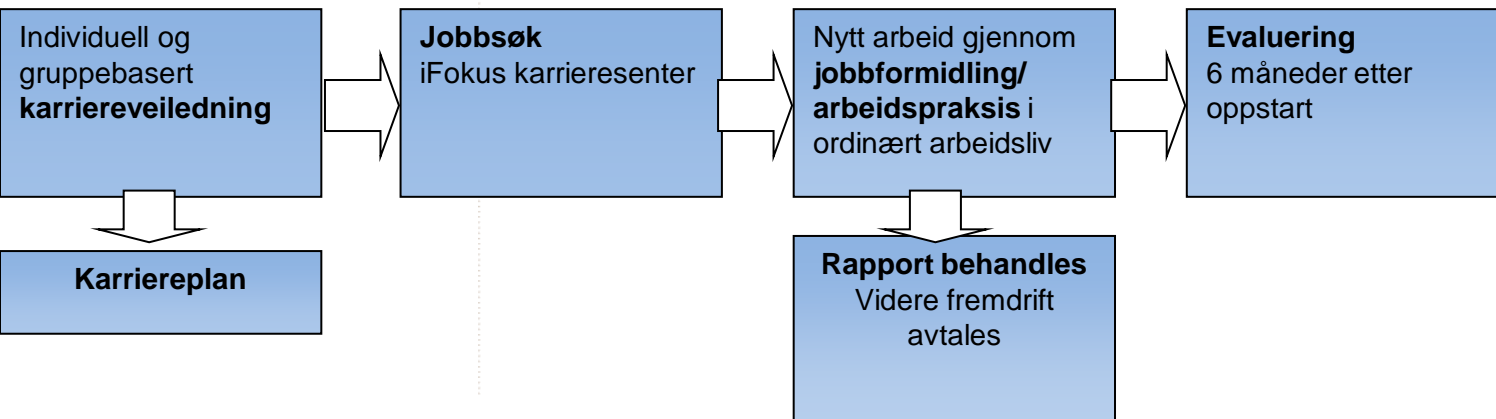 Individuell og
gruppebasert
karriereveiledning
Jobbsøk
iFokus karrieresenter
Nytt arbeid gjennom
jobbformidling/
arbeidspraksis i
ordinært arbeidsliv
Evaluering
6 måneder etter
oppstart
Karriereplan
Rapport behandles
Videre fremdrift
avtales